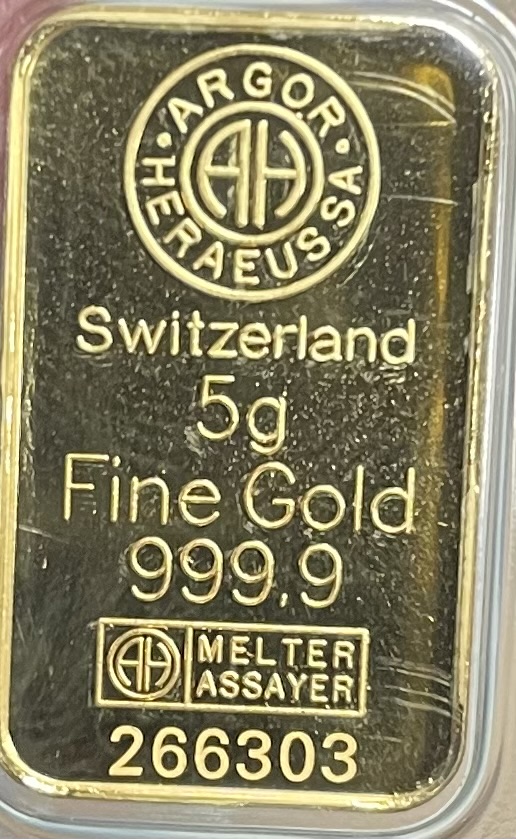 ARGOR
HERAEUS SA
AH
Switzerland
5g
Fine Gold
999.9
AH MELTER
ASSAYER
266303